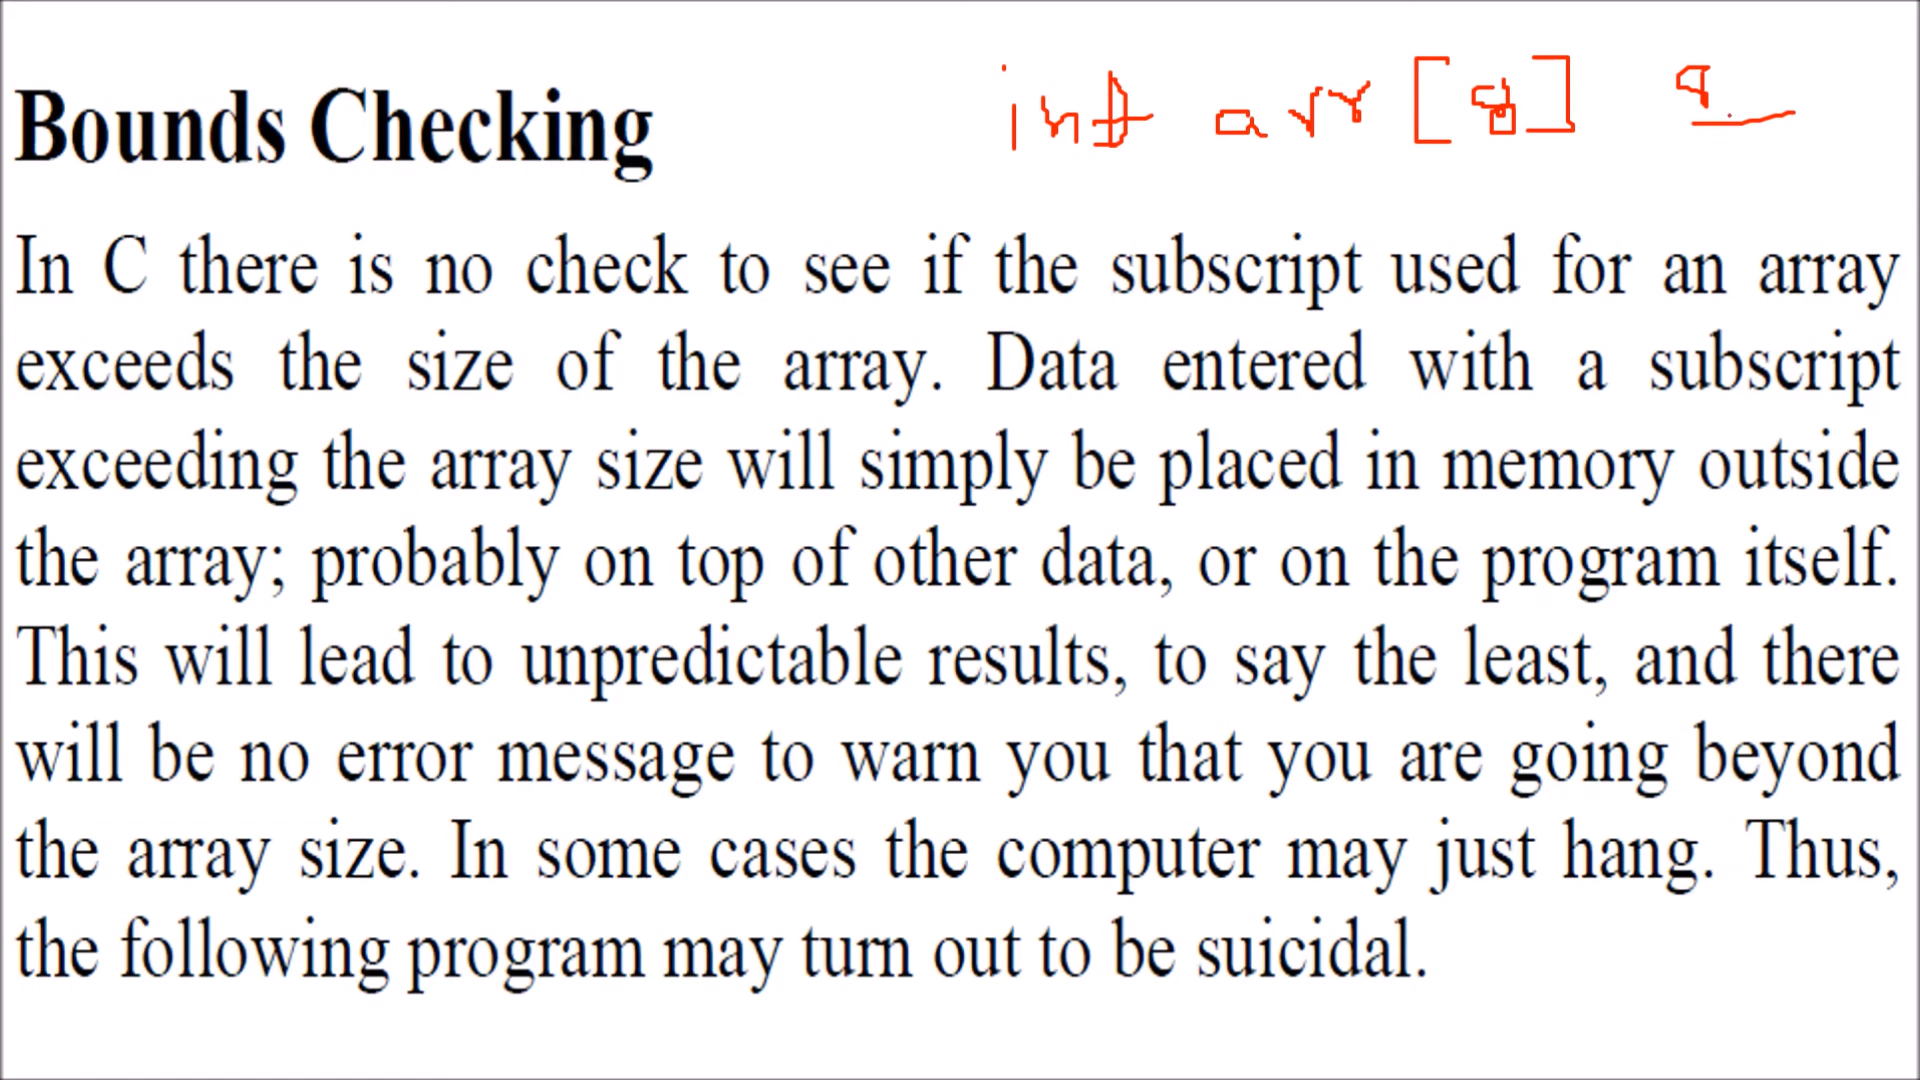 int arr [8] 9
Bounds Checking
In C there is no check to see if the subscript used for an array
exceeds the size of the array. Data entered with a subscript
exceeding the array size will simply be placed in memory outside
the array; probably on top of other data, or on the program itself.
This will lead to unpredictable results, to say the least, and there
will be no error message to warn you that you are going beyond
the array size. In some cases the computer may just hang. Thus,
the following program may turn out to be suicidal.